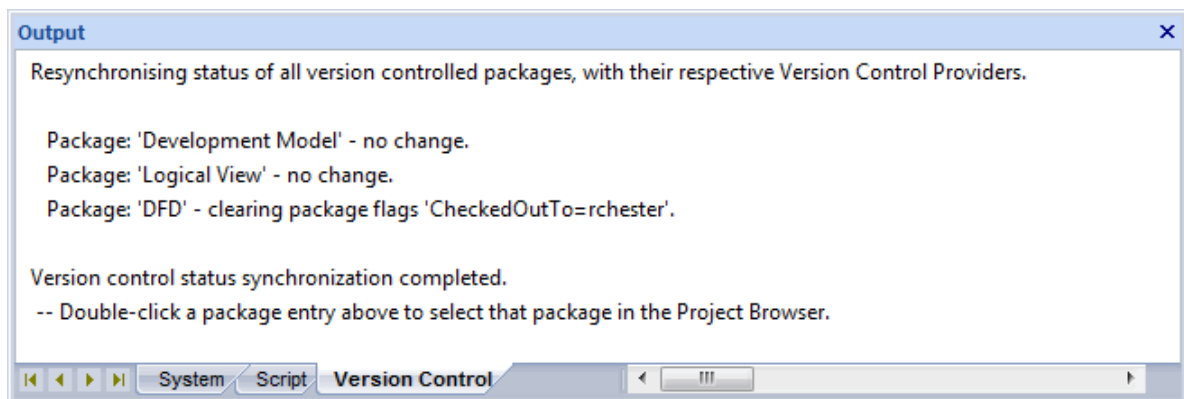 Output
Resynchronising status of all version controlled packages, with their respective Version Control Providers.
Package: 'Development Model' - no change.
Package: 'Logical View' - no change.
Package: 'DFD' - clearing package flags 'CheckedOutTo=rchester'.
Version control status synchronization completed.
-- Double-click a package entry above to select that package in the Project Browser.
System Script Version Control